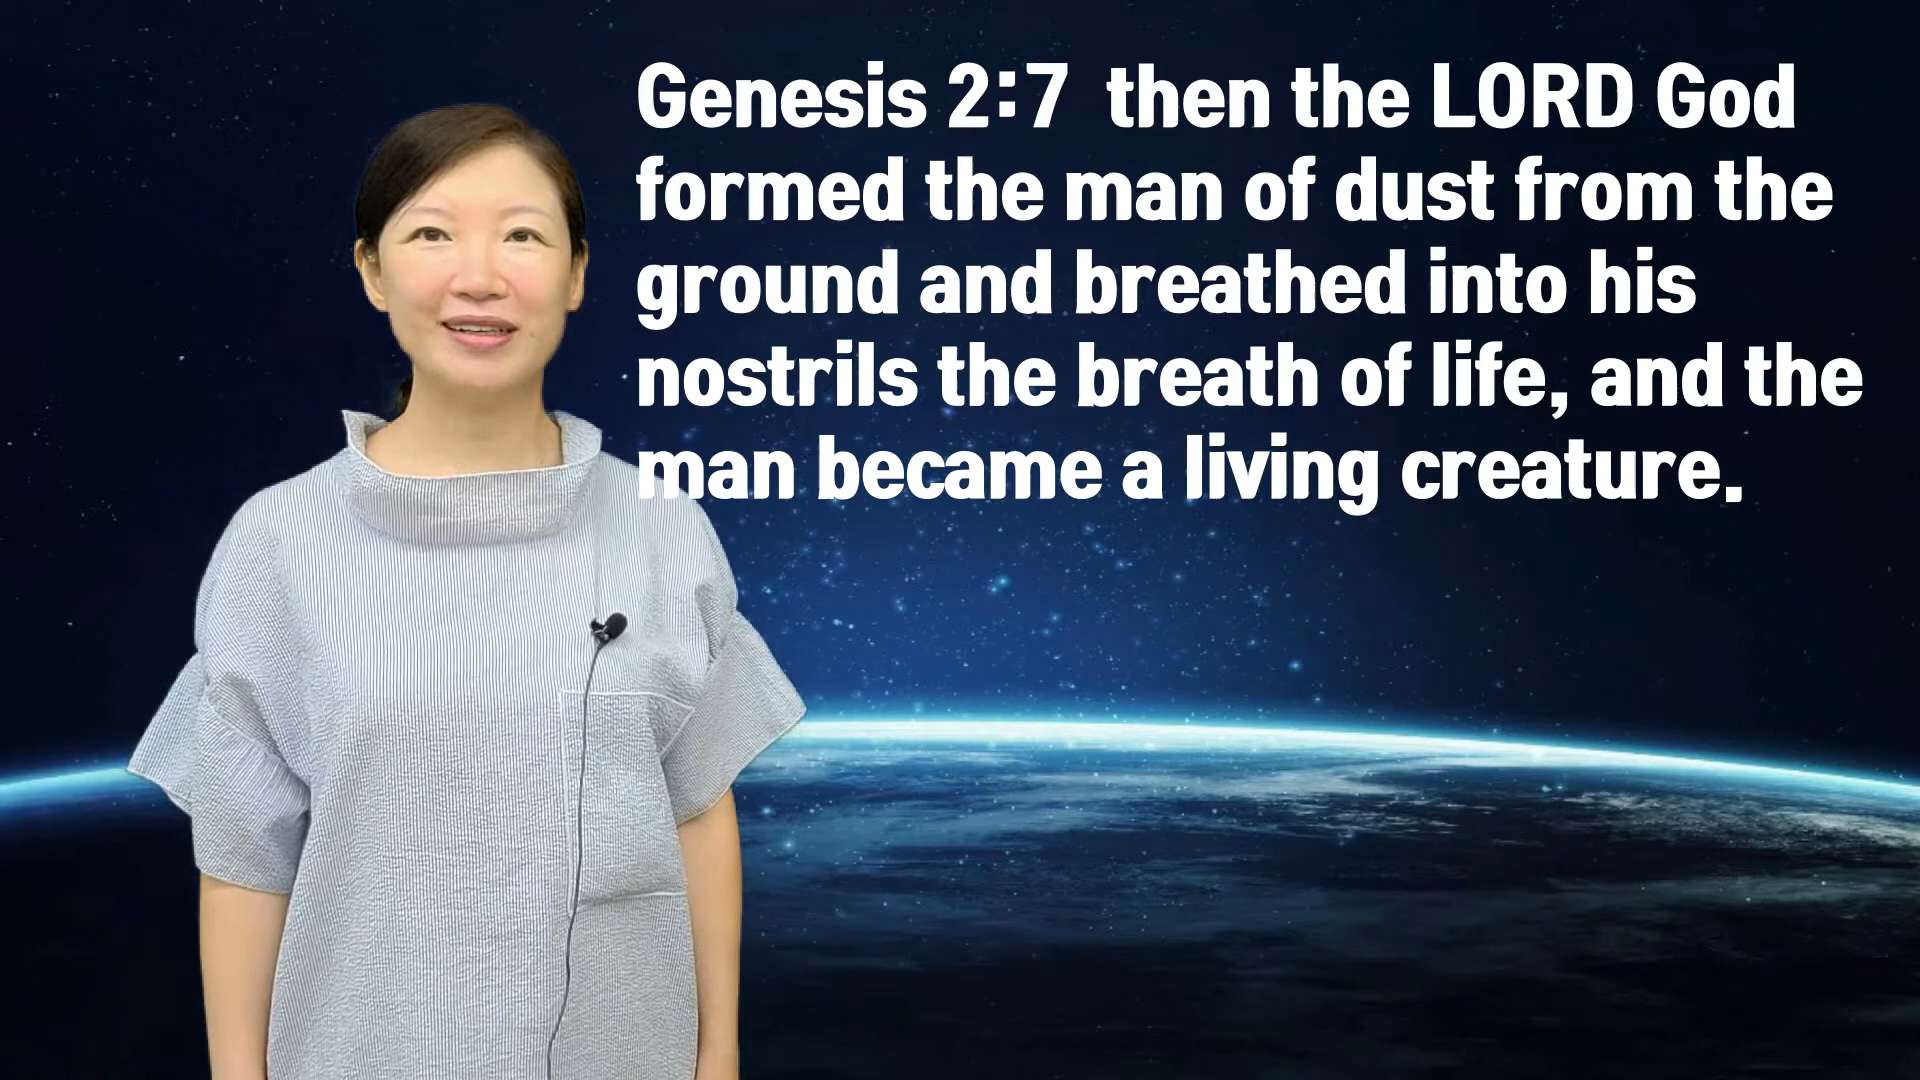 Genesis 2:7  then the LORD God
formed the man of dust from the
ground and breathed into his
nostrils the breath of life, and the
man became a living creature.